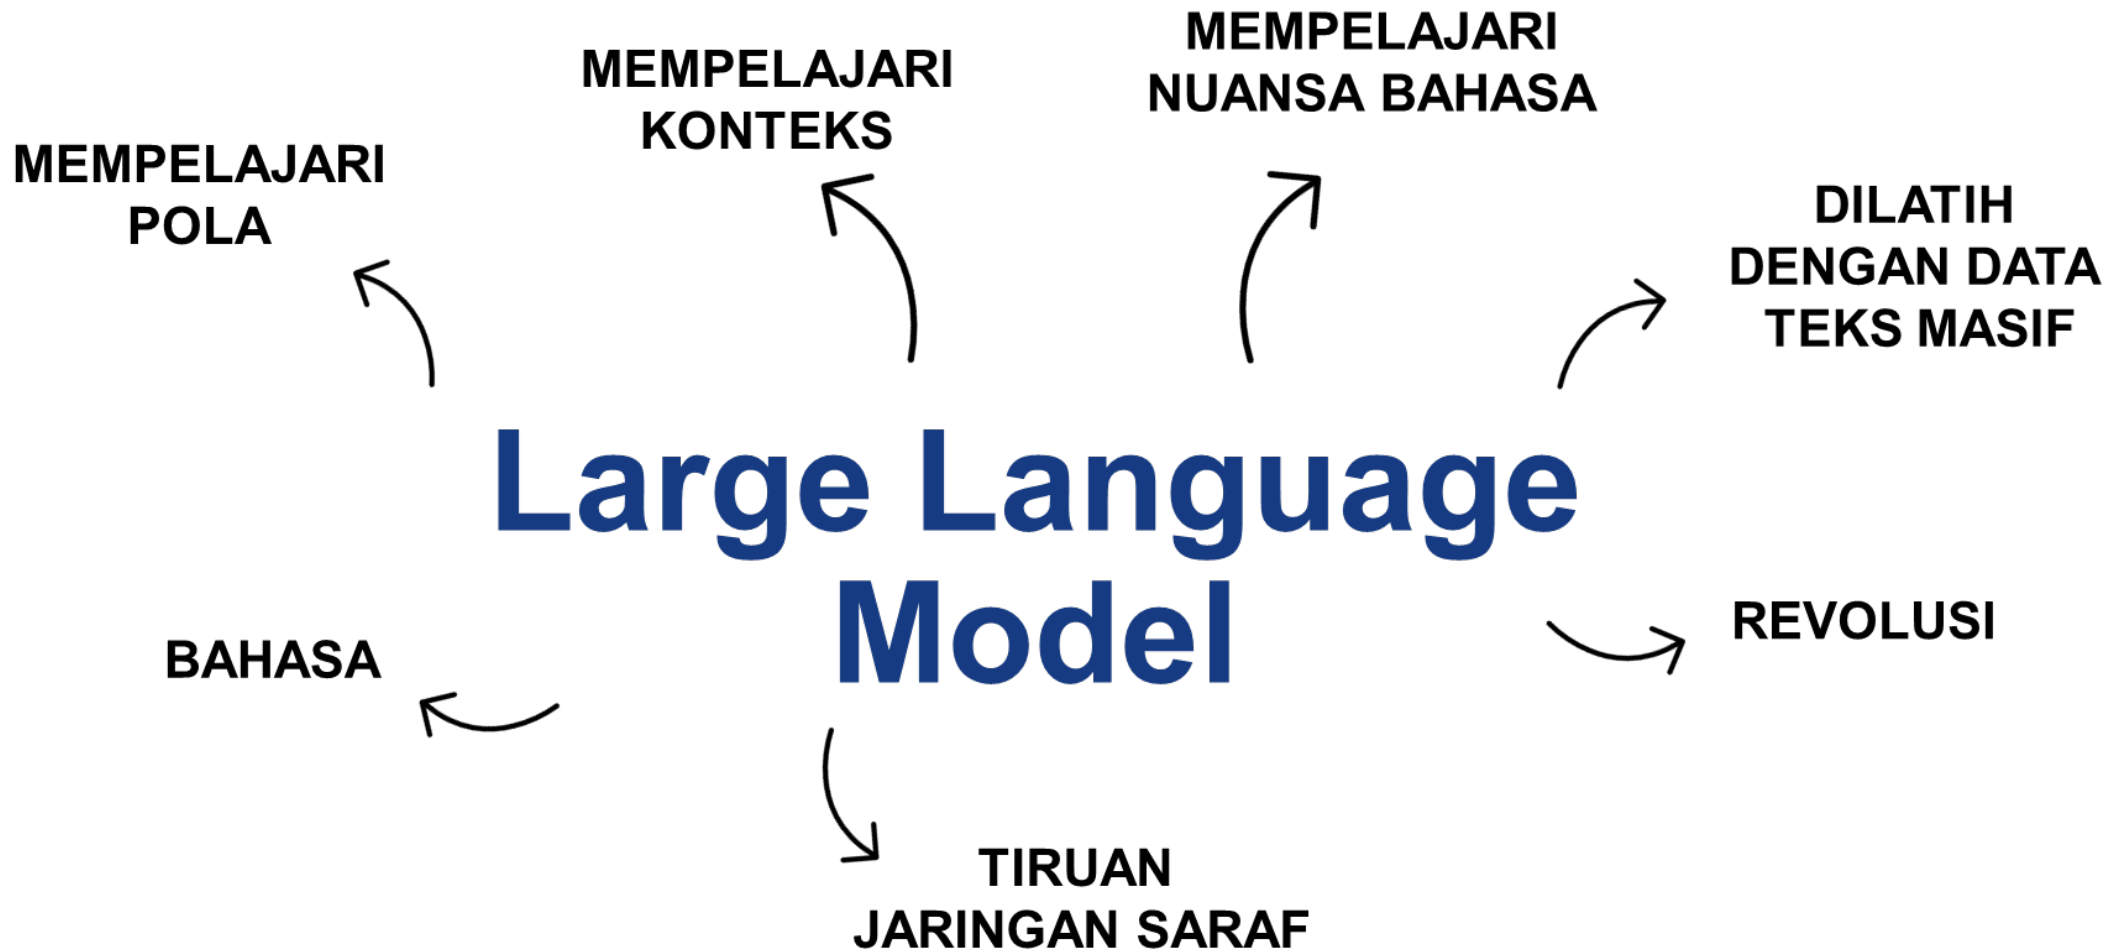 MEMPELAJARI
POLA
MEMPELAJARI
KONTEKS
MEMPELAJARI
NUANSA BAHASA
DILATIH
DENGAN DATA
TEKS MASIF
Large Language
Model
BAHASA
REVOLUSI
TIRUAN
JARINGAN SARAF